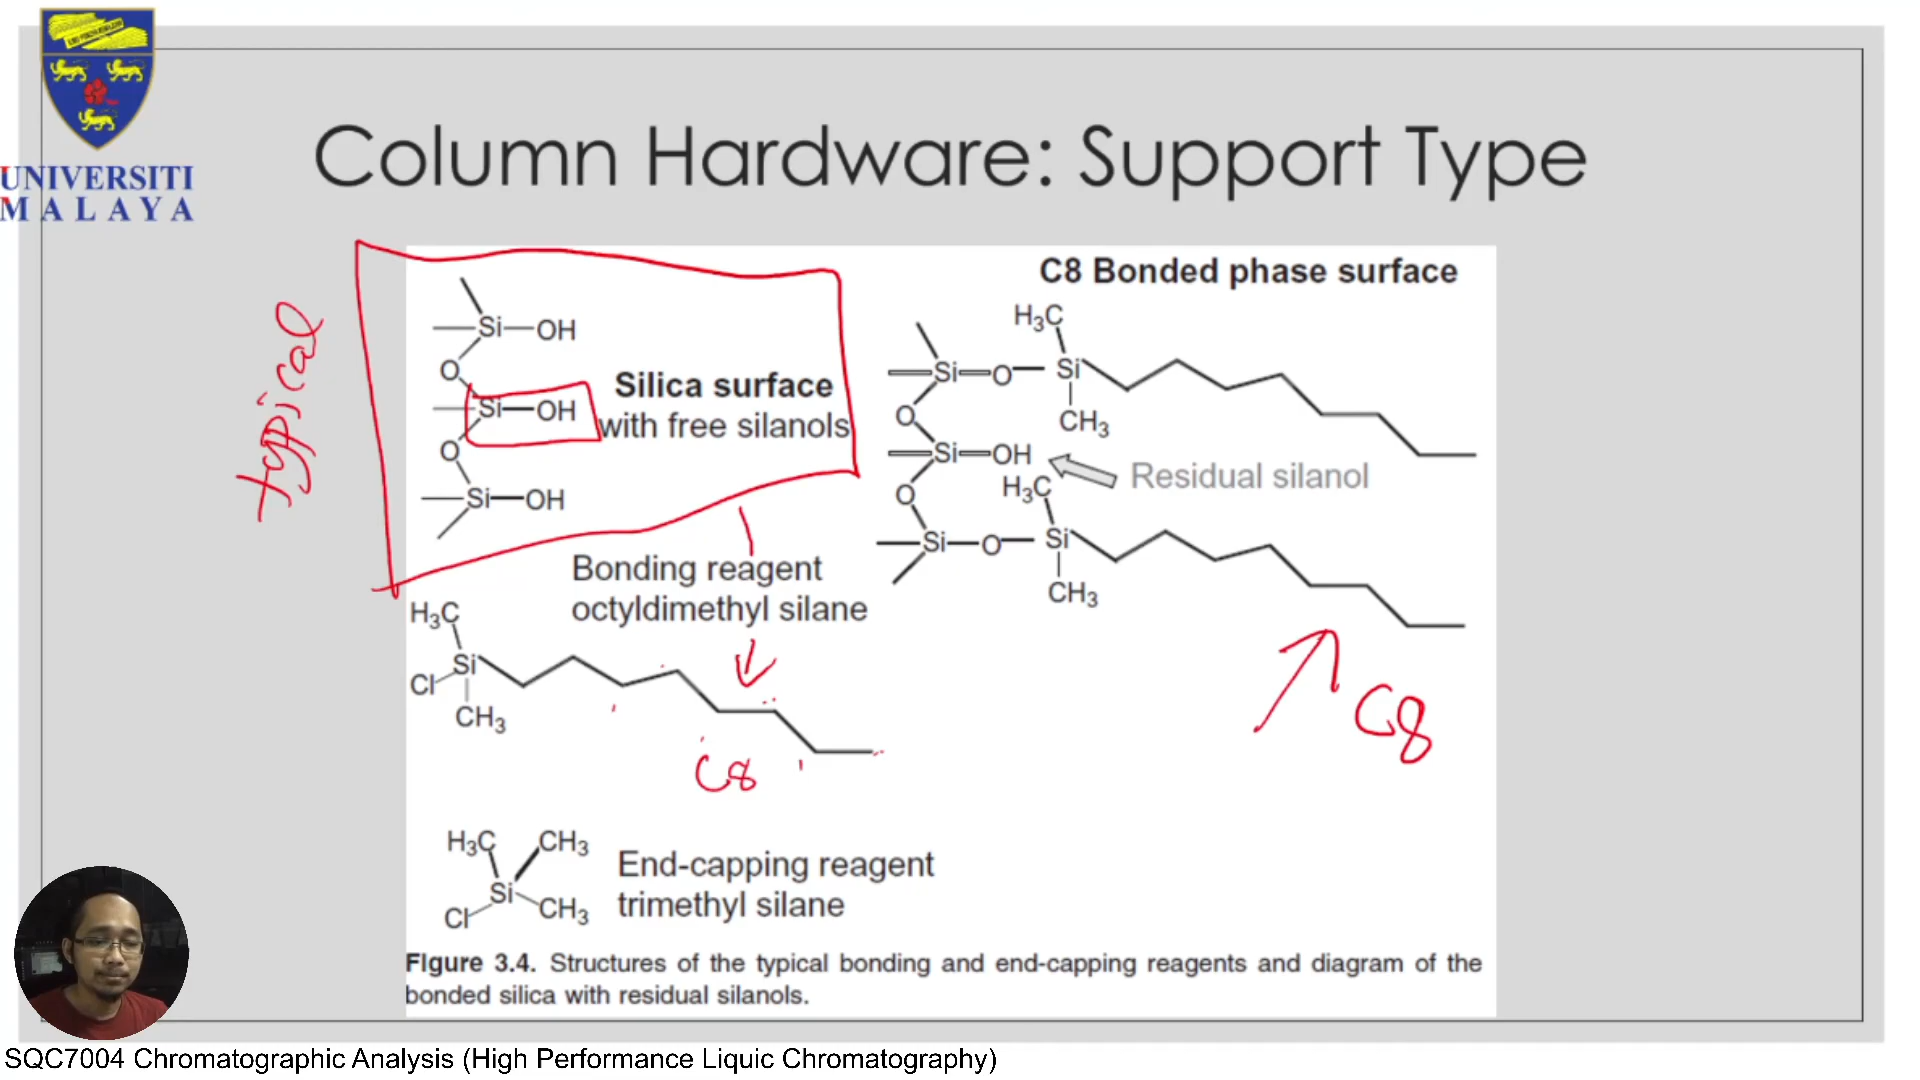 UNIVERSITI
MALAYA
Column Hardware: Support Type
typical
Si—OH
O
Si—OH
O
Si—OH
Silica surface
with free silanols
Bonding reagent
octyldimethyl silane
H₃C
Si
Cl
CH₃
C8
H₃C
CH₃
Si
Cl
CH₃
End-capping reagent
trimethyl silane
C8 Bonded phase surface
H₃C
Si
O
Si
O
CH₃
Si
OH
Residual silanol
H₃C
O
Si
O
Si
CH₃
C8
Figure 3.4. Structures of the typical bonding and end-capping reagents and diagram of the
bonded silica with residual silanols.
SQC7004 Chromatographic Analysis (High Performance Liquic Chromatography)